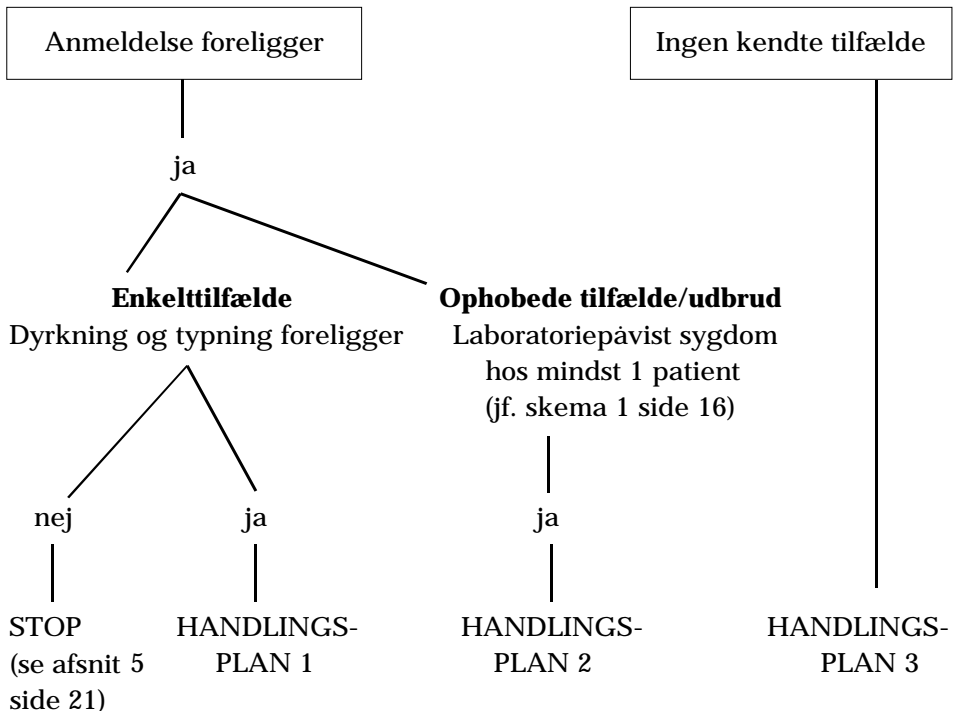 Anmeldelse foreligger
Ingen kendte tilfælde
ja
Enkelttilfælde
Dyrkning og typning foreligger
Ophobede tilfælde/udbrud
Laboratoriepåvist sygdom
hos mindst 1 patient
(jf. skema 1 side 16)
nej
ja
ja
STOP
(se afsnit 5
side 21)
HANDLINGS-
PLAN 1
HANDLINGS-
PLAN 2
HANDLINGS-
PLAN 3